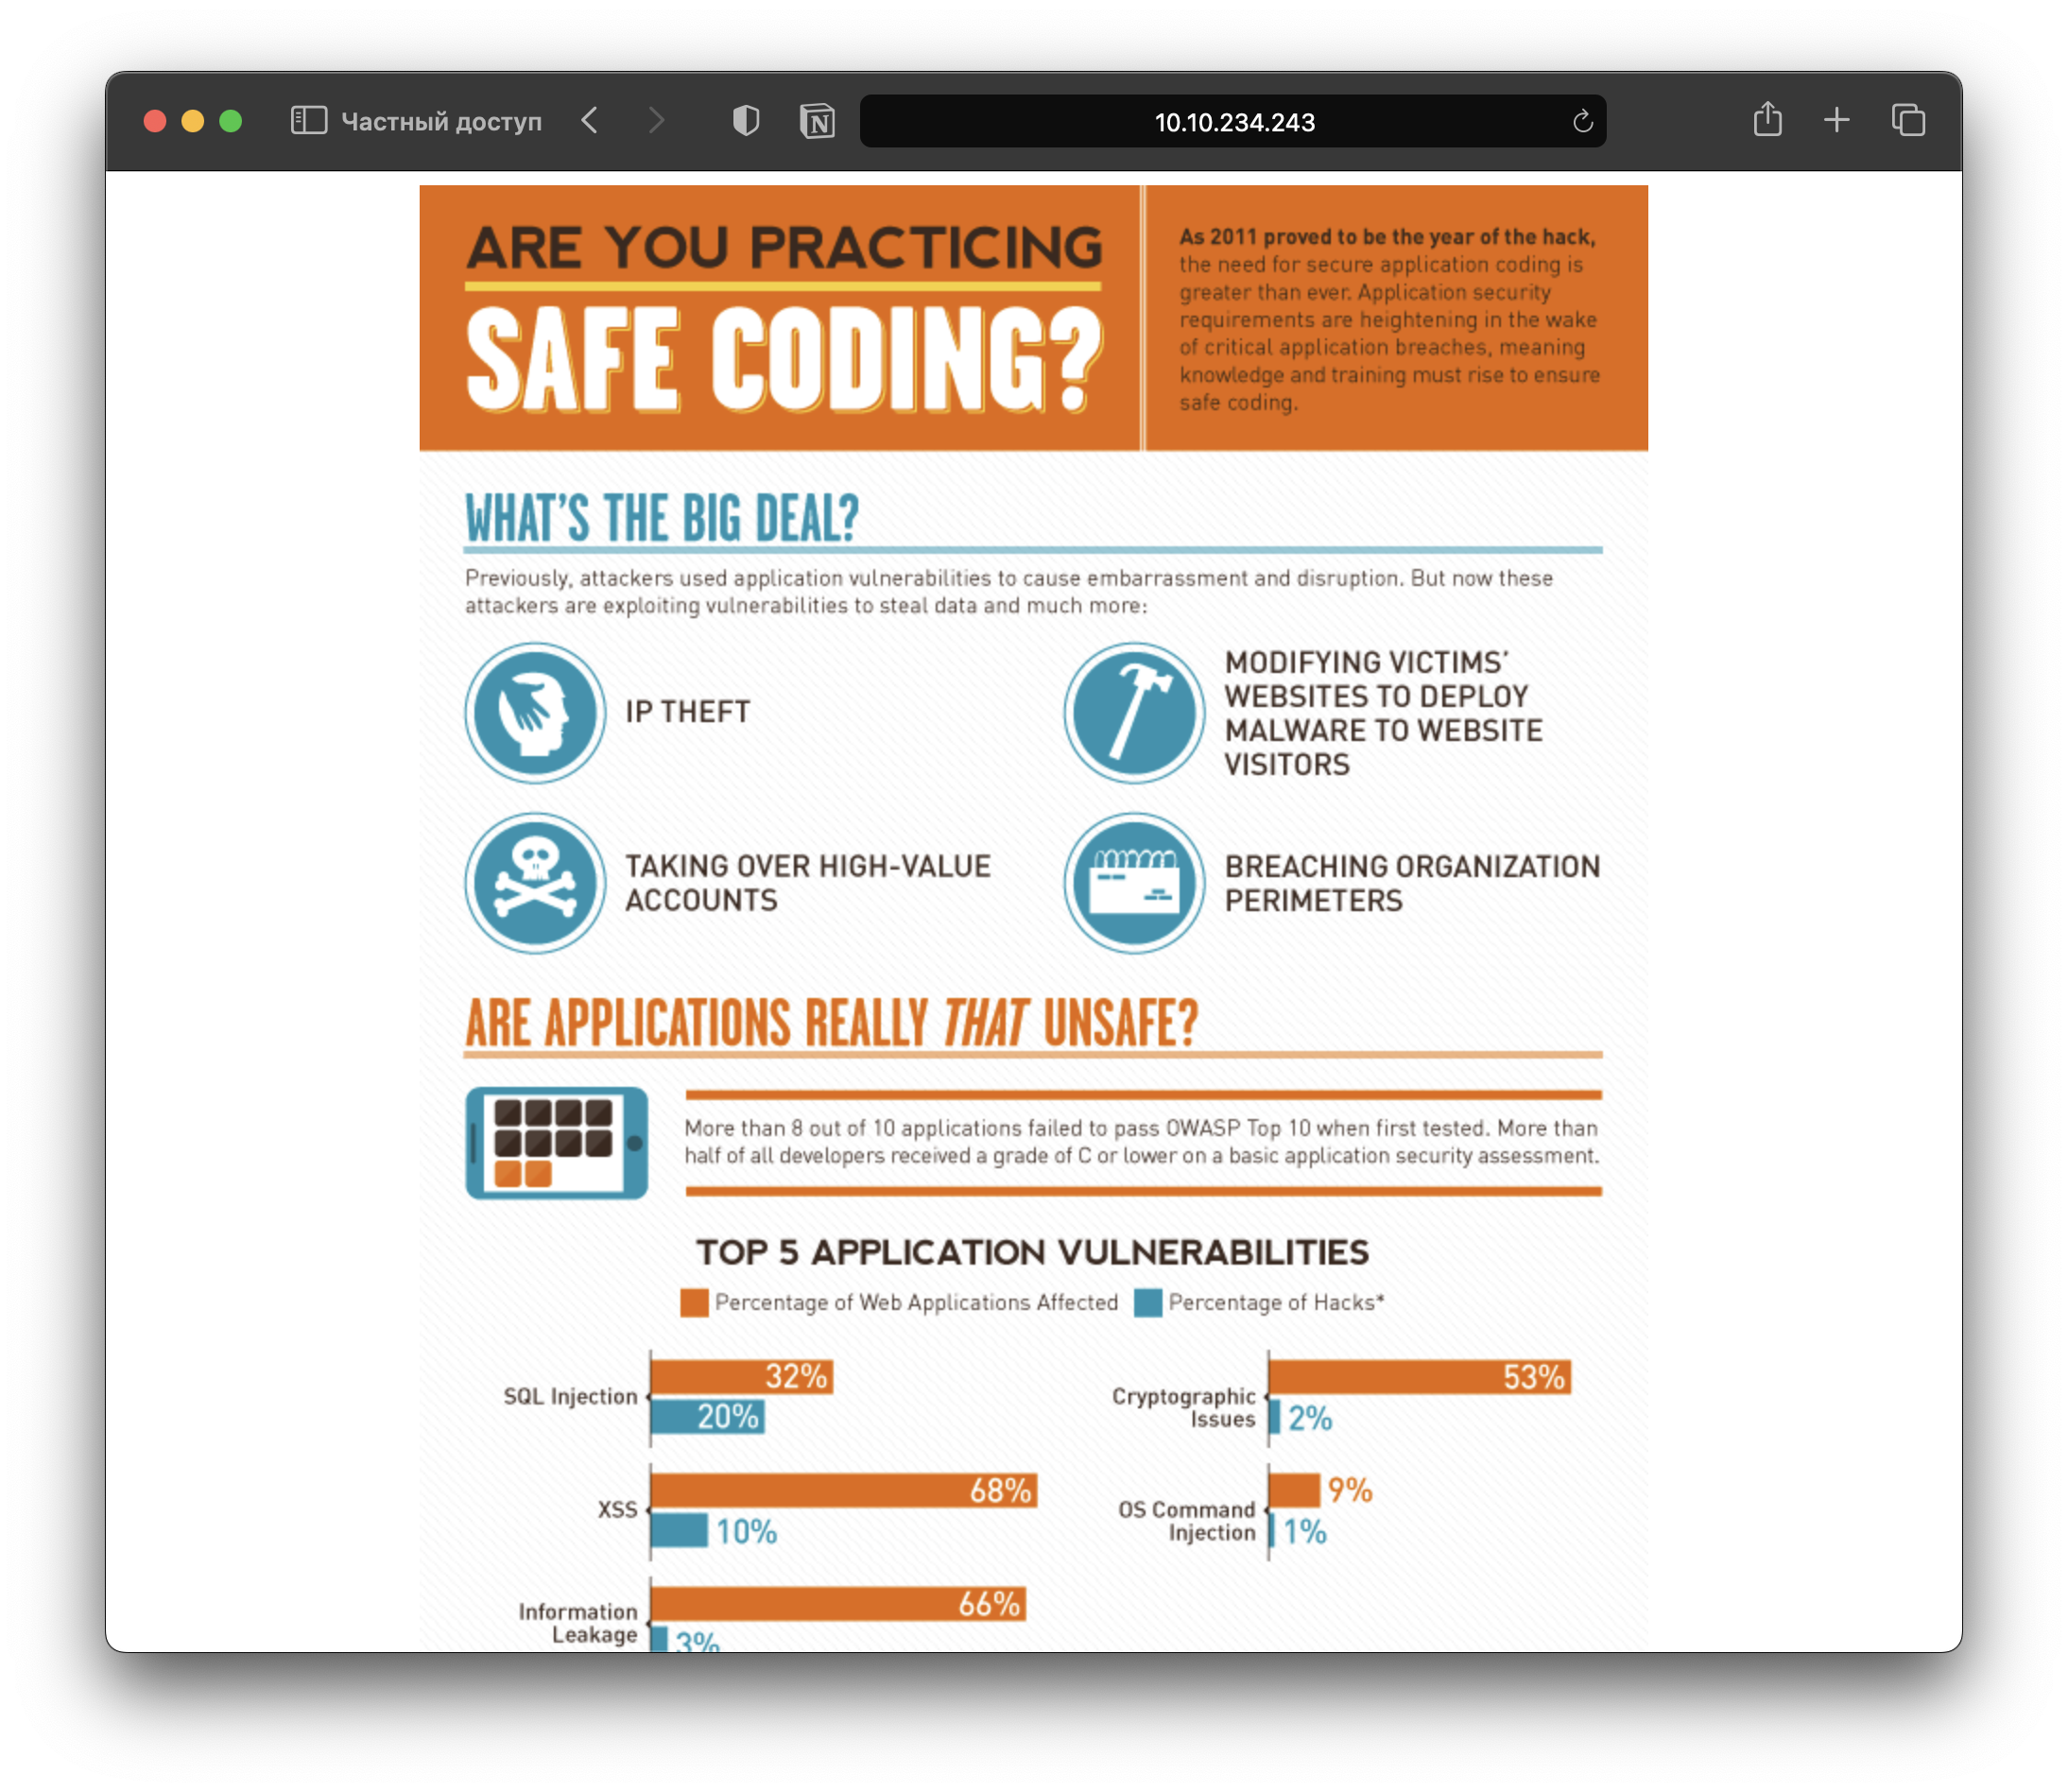 Частный доступ
10.10.234.243
ARE YOU PRACTICING
SAFE CODING?
As 2011 proved to be the year of the hack,
the need for secure application coding is
greater than ever. Application security
requirements are heightening in the wake
of critical application breaches, meaning
knowledge and training must rise to ensure
safe coding.
WHAT'S THE BIG DEAL?
Previously, attackers used application vulnerabilities to cause embarrassment and disruption. But now these
attackers are exploiting vulnerabilities to steal data and much more:
IP THEFT
MODIFYING VICTIMS'
WEBSITES TO DEPLOY
MALWARE TO WEBSITE
VISITORS
TAKING OVER HIGH-VALUE
ACCOUNTS
BREACHING ORGANIZATION
PERIMETERS
ARE APPLICATIONS REALLY THAT UNSAFE?
More than 8 out of 10 applications failed to pass OWASP Top 10 when first tested. More than
half of all developers received a grade of C or lower on a basic application security assessment.
TOP 5 APPLICATION VULNERABILITIES
Percentage of Web Applications Affected
Percentage of Hacks*
SQL Injection
32%
20%
Cryptographic
Issues
53%
2%
XSS
68%
10%
OS Command
Injection
9%
1%
Information
Leakage
66%
3%